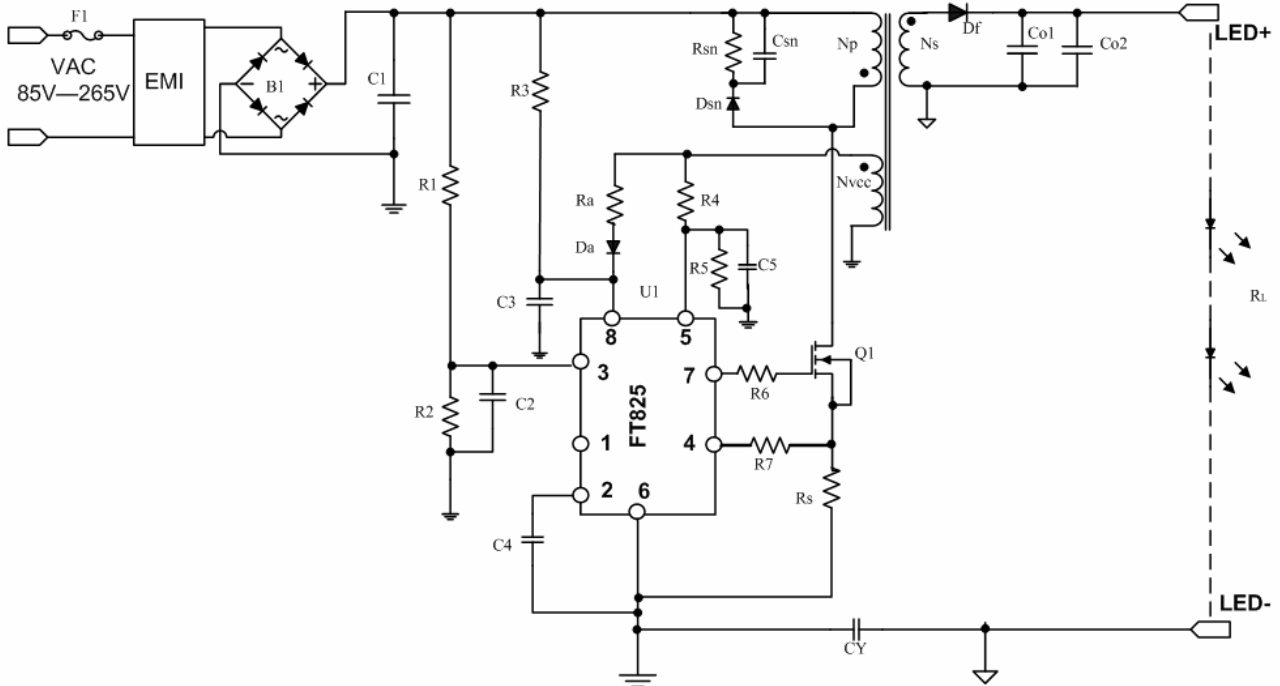 F1
VAC
85V—265V
EMI
B1
C1
R3
R1
Rsn
Csn
Dsn
Np
Ns
Df
Co1
Co2
LED+
Nvcc
Ra
R4
Da
R5
C5
C3
U1
8
5
3
7
Q1
R6
R2
C2
FT825
1
4
R7
2
6
Rs
C4
RL
LED-
CY